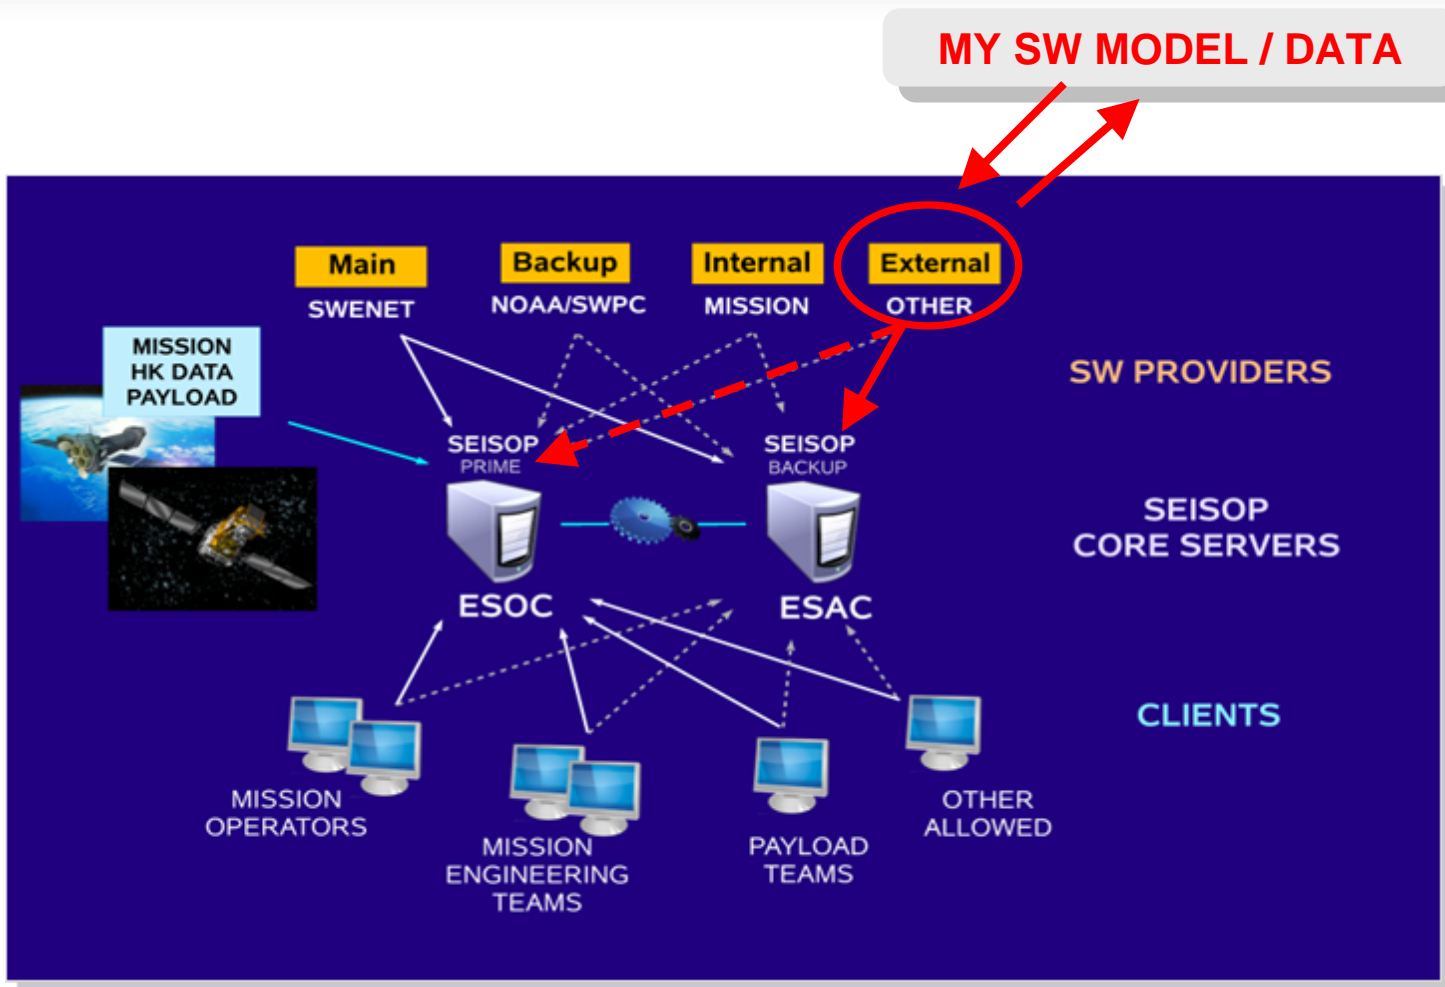 MY SW MODEL / DATA
Main
Backup
Internal
External
SWENET
NOAA/SWPC
MISSION
OTHER
MISSION
HK DATA
PAYLOAD
SW PROVIDERS
SEISOP
PRIME
SEISOP
BACKUP
SEISOP
CORE SERVERS
ESOC
ESAC
CLIENTS
MISSION
OPERATORS
MISSION
ENGINEERING
TEAMS
PAYLOAD
TEAMS
OTHER
ALLOWED